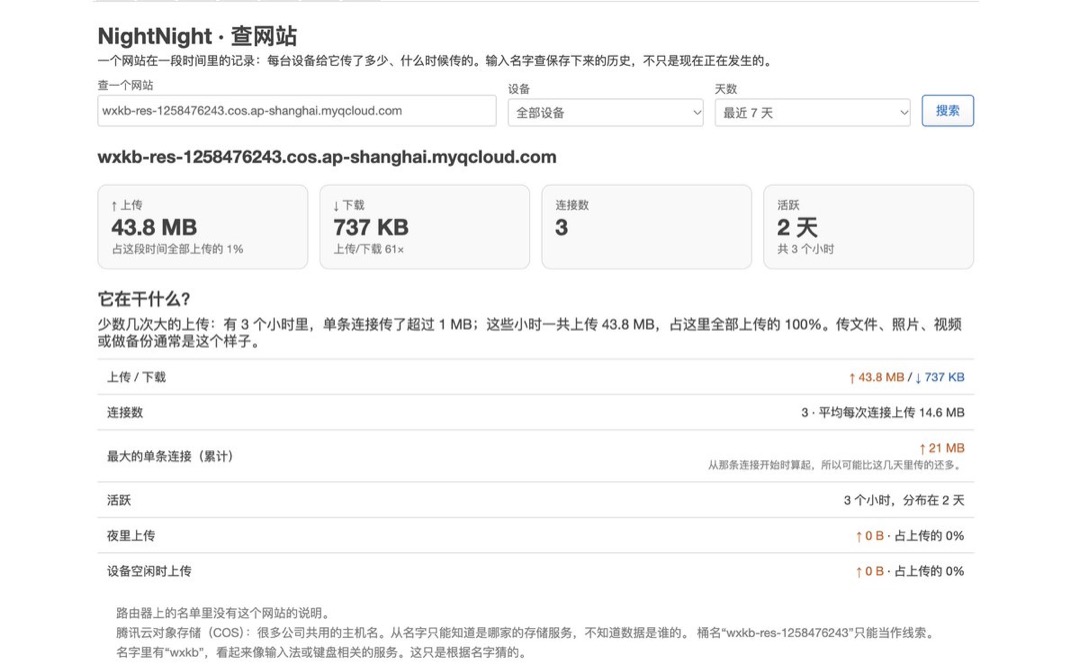 NightNight · 查网站
一个网站在一段时间里的记录：每台设备给它传了多少、什么时候传的。输入名字查保存下来的历史，不只是现在正在发生的。
查一个网站
设备
天数
wxkb-res-1258476243.cos.ap-shanghai.myqcloud.com
全部设备
最近 7 天
搜索
wxkb-res-1258476243.cos.ap-shanghai.myqcloud.com
↑ 上传
43.8 MB
占这段时间全部上传的 1%
↓ 下载
737 KB
上传/下载 61×
连接数
3
活跃
2 天
共 3 个小时
它在干什么？
少数几次大的上传：有 3 个小时里，单条连接传了超过 1 MB；这些小时一共上传 43.8 MB，占这里全部上传的 100%。传文件、照片、视频
或做备份通常是这个样子。
上传 / 下载
↑ 43.8 MB / ↓ 737 KB
连接数
3 · 平均每次连接上传 14.6 MB
最大的单条连接（累计）
↑ 21 MB
从那条连接开始时算起，所以可能比这几天里传的还多。
活跃
3 个小时，分布在 2 天
夜里上传
↑ 0 B · 占上传的 0%
设备空闲时上传
↑ 0 B · 占上传的 0%
路由器上的名单里没有这个网站的说明。
腾讯云对象存储（COS）：很多公司共用的主机名。从名字只能知道是哪家的存储服务，不知道数据是谁的。 桶名“wxkb-res-1258476243”只能当作线索。
名字里有“wxkb”，看起来像输入法或键盘相关的服务。这只是根据名字猜的。